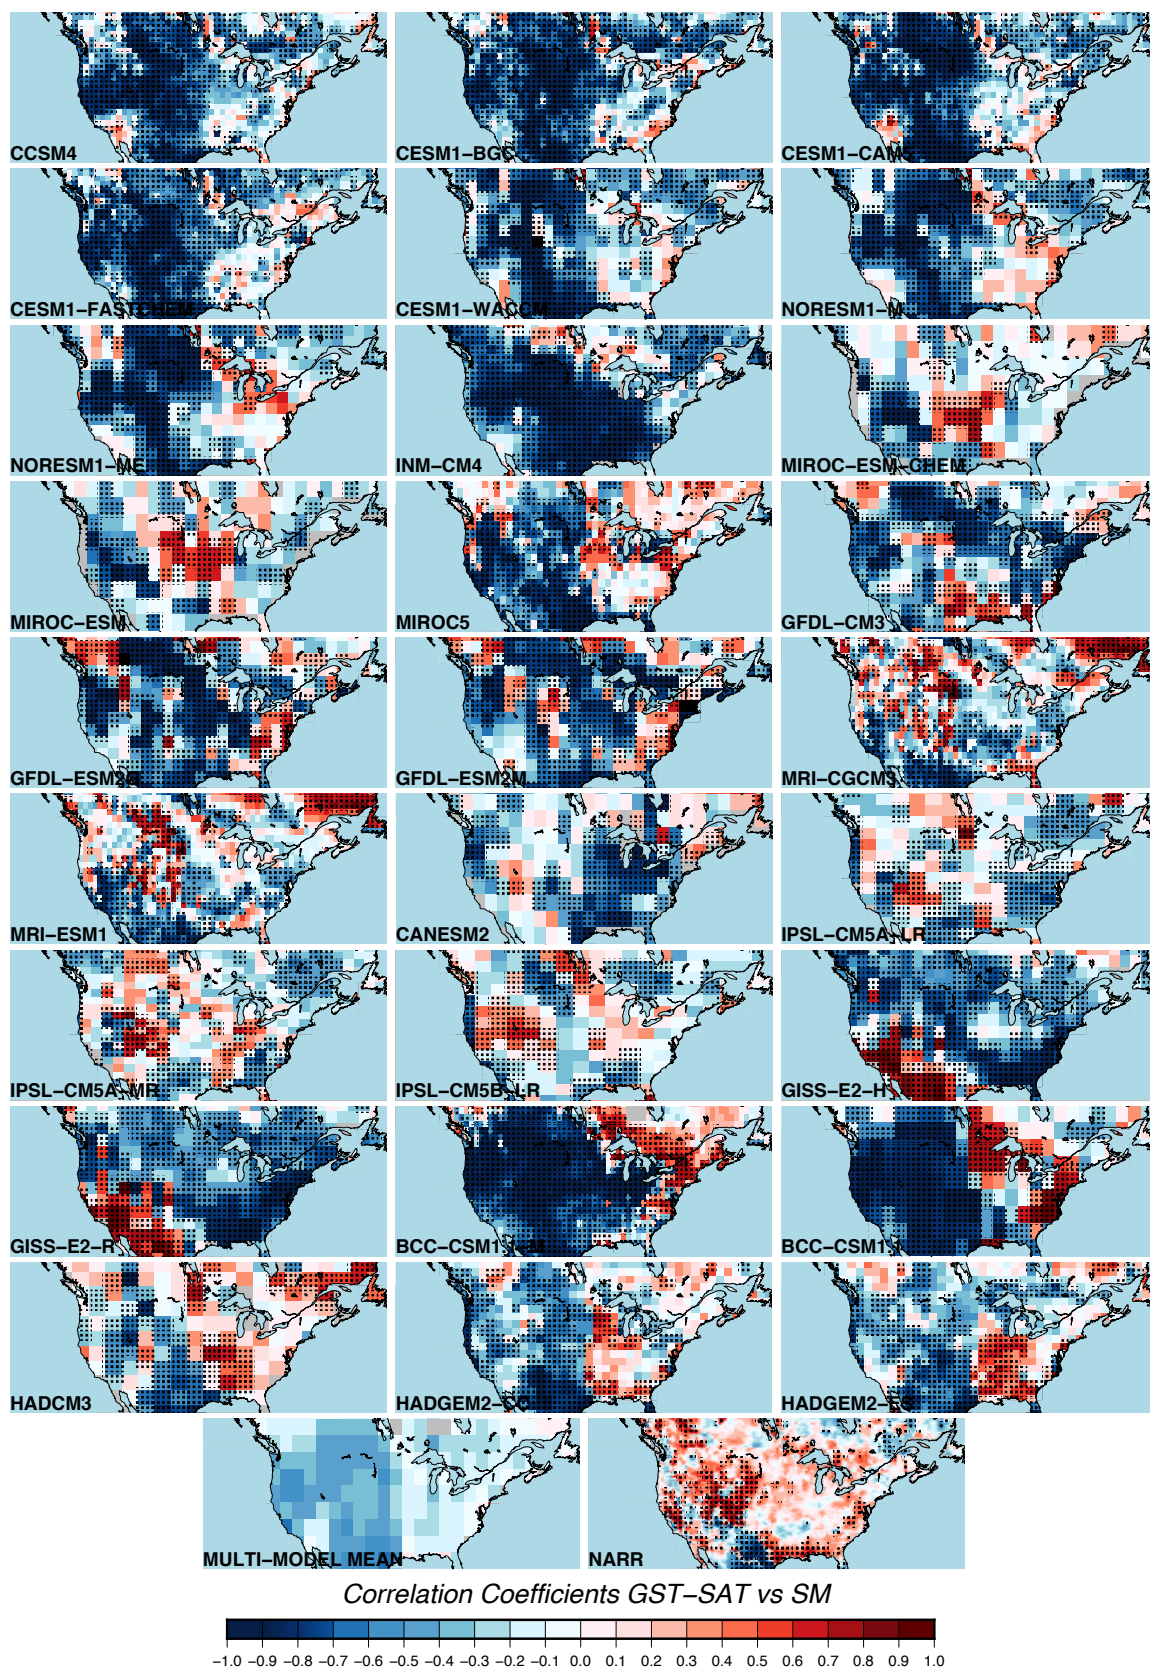 CCSM4
CESM1−BGC
CESM1−CAM5
CESM1−FASTCHEM
CESM1−WACCM
NORESM1−M
NORESM1−ME
INM−CM4
MIROC−ESM−CHEM
MIROC−ESM
MIROC5
GFDL−CM3
GFDL−ESM2G
GFDL−ESM2M
MRI−CGCM3
MRI−ESM1
CANESM2
IPSL−CM5A−LR
IPSL−CM5A−MR
IPSL−CM5B−LR
GISS−E2−H
GISS−E2−R
BCC−CSM1.1−M
BCC−CSM1.1
HADCM3
HADGEM2−CC
HADGEM2−ES
MULTI−MODEL MEAN
NARR
Correlation Coefficients GST−SAT vs SM
−1.0 −0.9 −0.8 −0.7 −0.6 −0.5 −0.4 −0.3 −0.2 −0.1 0.0 0.1 0.2 0.3 0.4 0.5 0.6 0.7 0.8 0.9 1.0